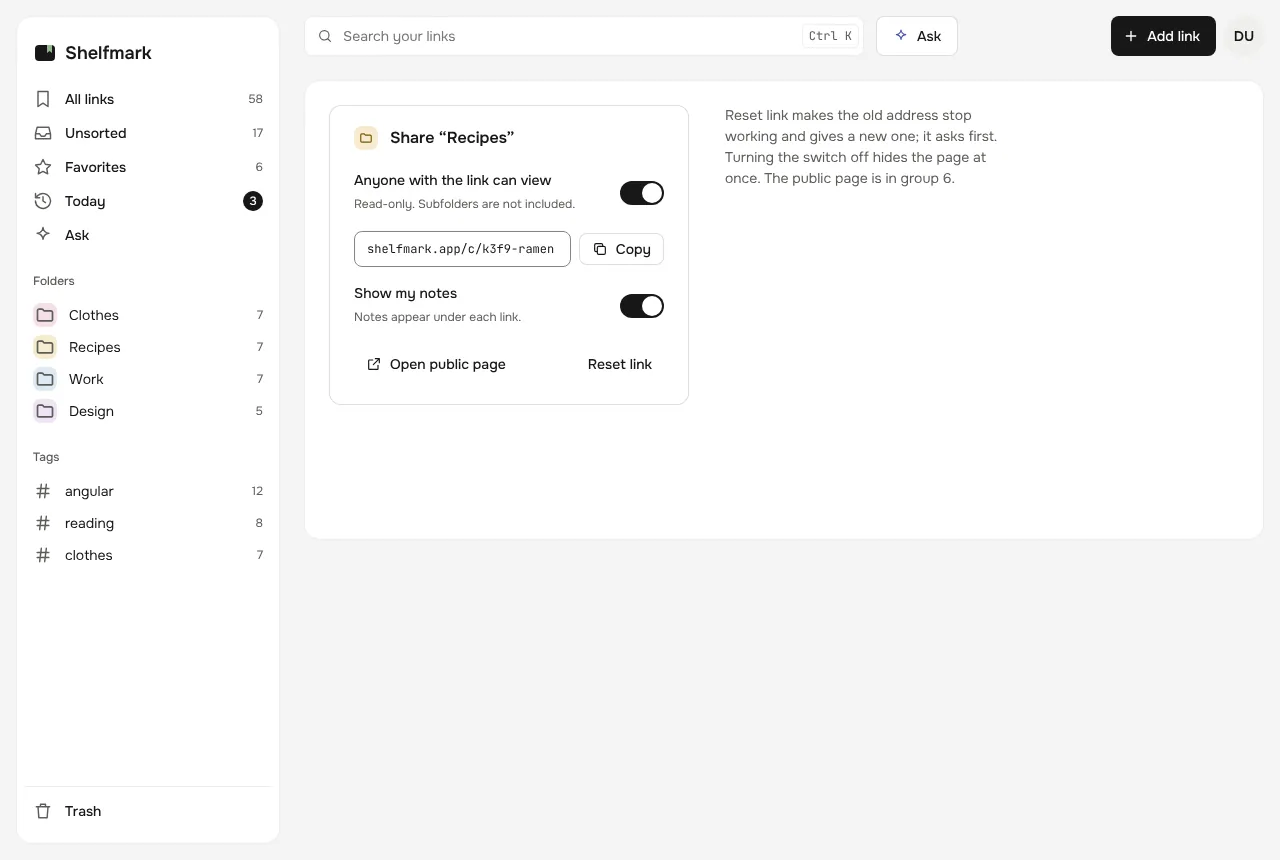 Shelfmark
All links 58
Unsorted 17
Favorites 6
Today 3
Ask
Folders
Clothes 7
Recipes 7
Work 7
Design 5
Tags
angular 12
reading 8
clothes 7
Trash
Search your links Ctrl K
Ask
Add link
DU
Share “Recipes”
Anyone with the link can view
Read-only. Subfolders are not included.
shelfmark.app/c/k3f9-ramen
Copy
Show my notes
Notes appear under each link.
Open public page
Reset link
Reset link makes the old address stop
working and gives a new one; it asks first.
Turning the switch off hides the page at
once. The public page is in group 6.